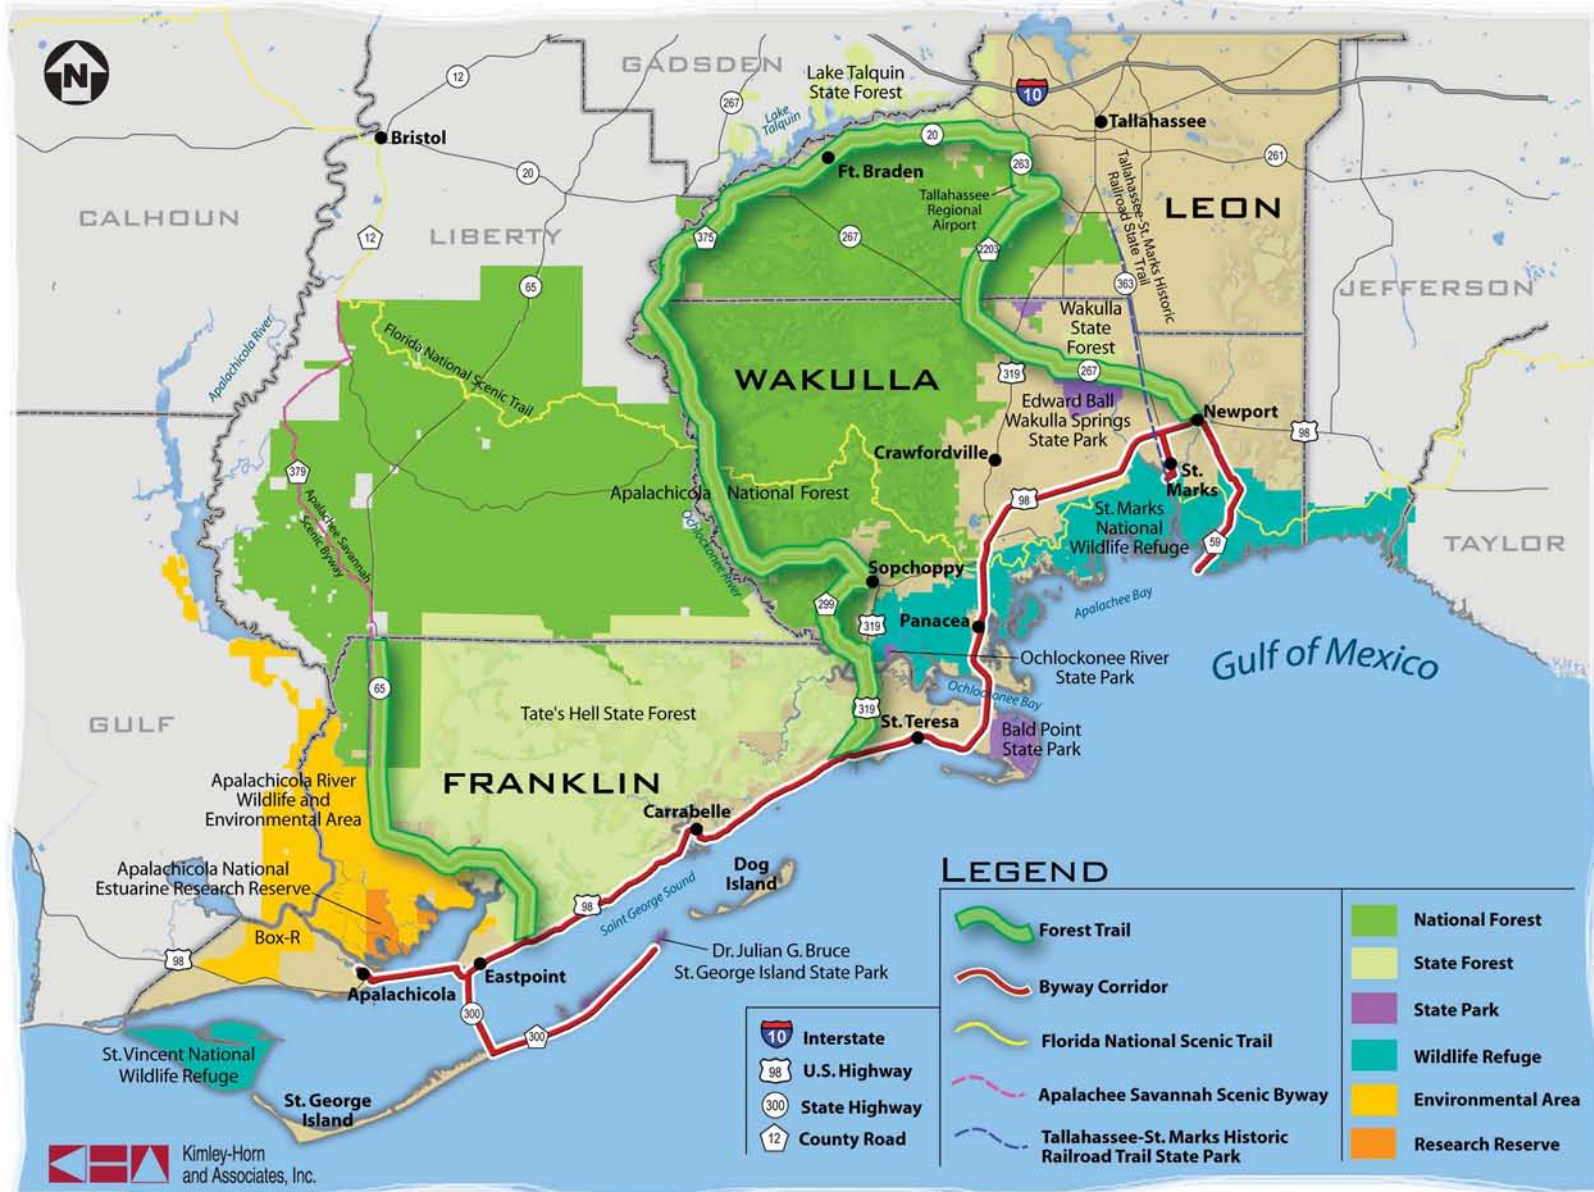 N
GADSDEN
Lake Talquin
State Forest
12
267
10
Lake
Talquin
Bristol
20
263
Tallahassee
261
20
Ft. Braden
Tallahassee
Regional
Airport
Tallahassee-St. Marks Historic
Railroad State Trail
LEON
CALHOUN
12
LIBERTY
375
267
2203
65
363
JEFFERSON
Apalachicola River
Florida National Scenic Trail
WAKULLA
Wakulla
State
Forest
319
267
Edward Ball
Wakulla Springs
State Park
Newport
98
379
Crawfordville
St.
Marks
Apalachicola National Forest
98
Apalachee Savannah
Scenic Byway
Ochlockonee River
St. Marks
National
Wildlife Refuge
59
TAYLOR
Sopchoppy
Apalachee Bay
299
319
Panacea
Gulf of Mexico
Ochlockonee River
State Park
65
Ochlockonee Bay
319
Tate's Hell State Forest
St. Teresa
Bald Point
State Park
GULF
FRANKLIN
Apalachicola River
Wildlife and
Environmental Area
Carrabelle
Apalachicola National
Estuarine Research Reserve
Dog
Island
98
Saint George Sound
Box-R
98
Dr. Julian G. Bruce
St. George Island State Park
Eastpoint
Apalachicola
300
300
St. Vincent National
Wildlife Refuge
St. George
Island
Kimley-Horn
and Associates, Inc.
LEGEND
10 Interstate
98 U.S. Highway
300 State Highway
12 County Road
Forest Trail
Byway Corridor
Florida National Scenic Trail
Apalachee Savannah Scenic Byway
Tallahassee-St. Marks Historic
Railroad Trail State Park
National Forest
State Forest
State Park
Wildlife Refuge
Environmental Area
Research Reserve